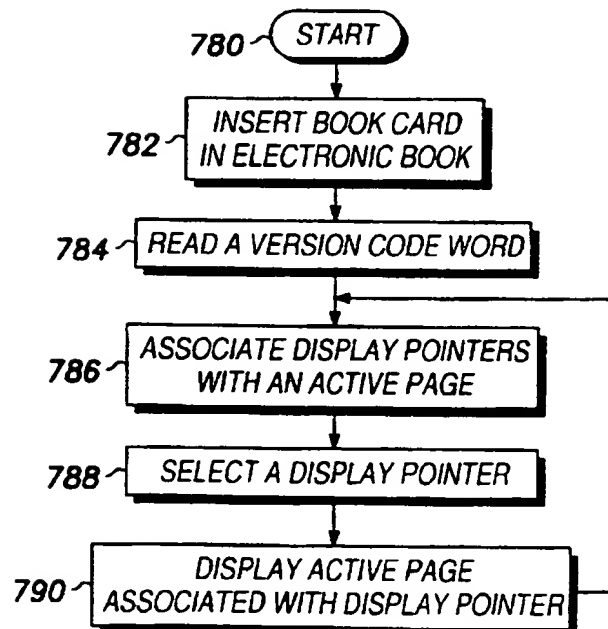 780 START
INSERT BOOK CARD
782 IN ELECTRONIC BOOK
784 READ A VERSION CODE WORD
ASSOCIATE DISPLAY POINTERS
786 WITH AN ACTIVE PAGE
788 SELECT A DISPLAY POINTER
DISPLAY ACTIVE PAGE
790 ASSOCIATED WITH DISPLAY POINTER